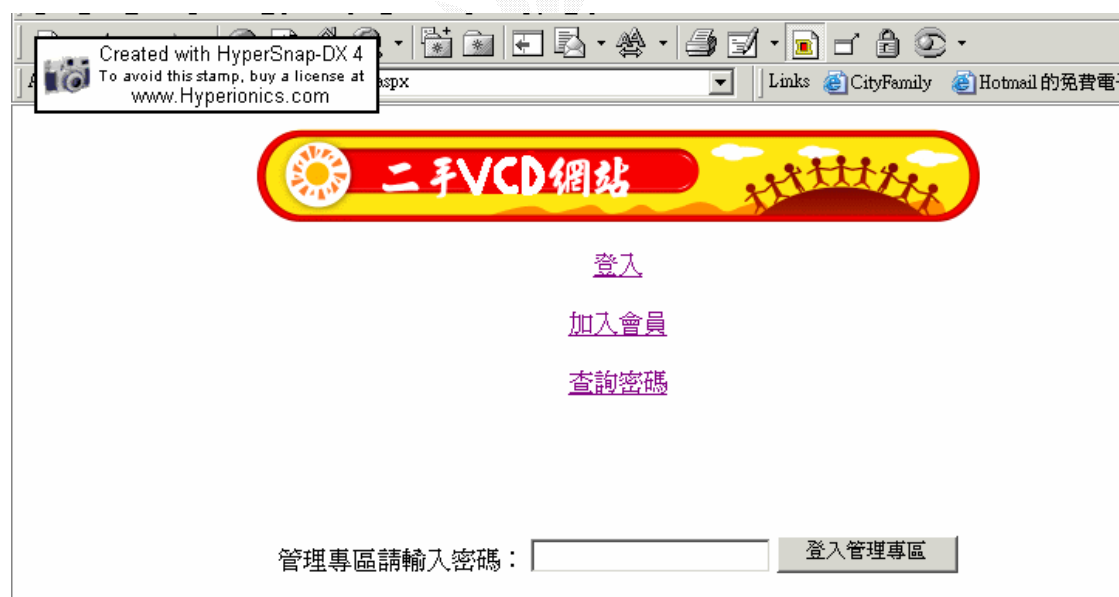 Created with HyperSnap-DX 4
To avoid this stamp, buy a license at
www.Hyperionics.com
aspx
Links CityFamily Hotmail 的免費電
二手VCD網站
登入
加入會員
查詢密碼
管理專區請輸入密碼：
登入管理專區